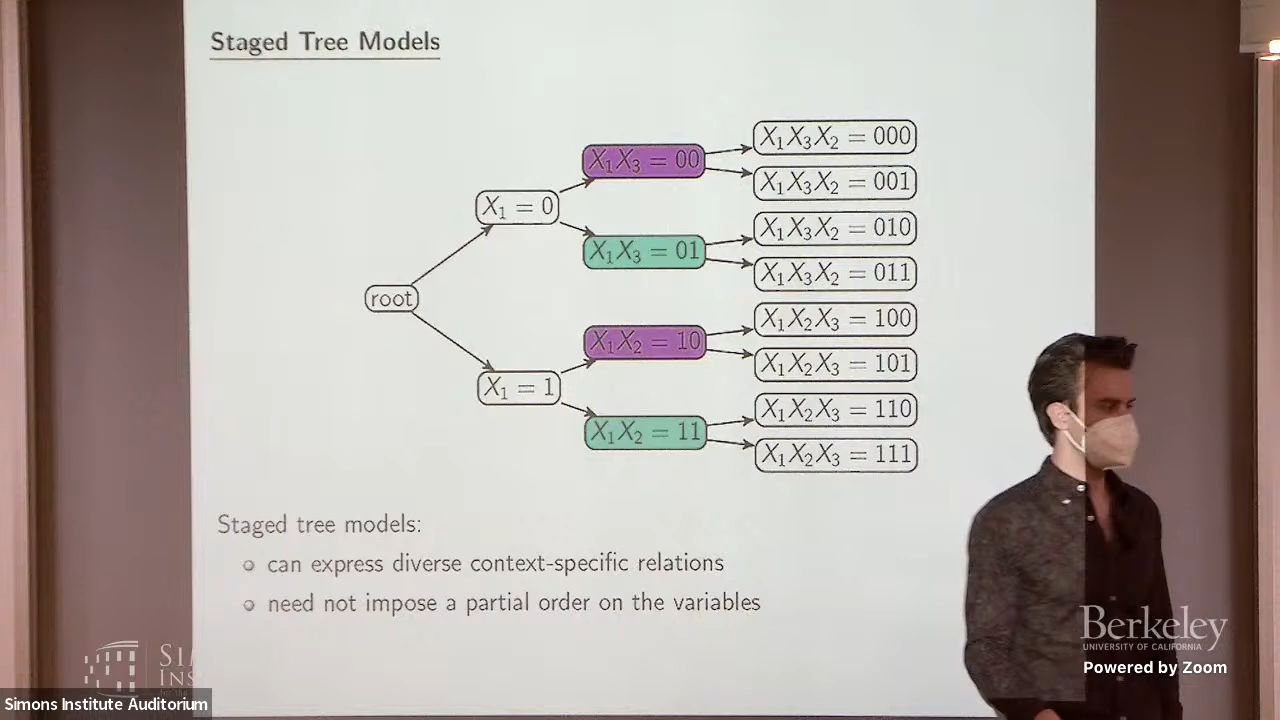 Staged Tree Models
X₁X₃X₂ = 000
X₁X₃ = 00
X₁X₃X₂ = 001
X₁ = 0
X₁X₃X₂ = 010
X₁X₃ = 01
X₁X₃X₂ = 011
root
X₁X₂X₃ = 100
X₁X₂ = 10
X₁X₂X₃ = 101
X₁ = 1
X₁X₂X₃ = 110
X₁X₂ = 11
X₁X₂X₃ = 111
Staged tree models:
can express diverse context-specific relations
need not impose a partial order on the variables
Berkeley
UNIVERSITY OF CALIFORNIA
Powered by Zoom
Simons Institute Auditorium